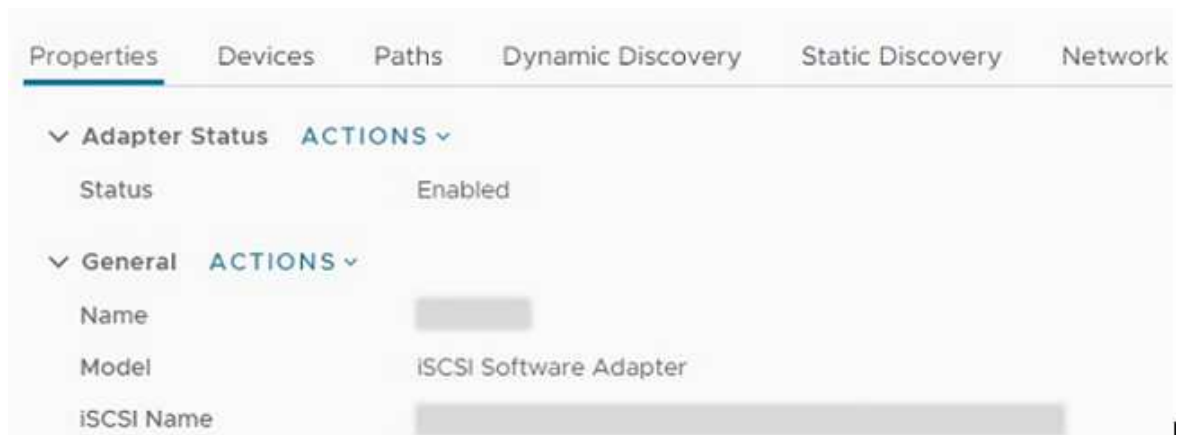 Properties Devices Paths Dynamic Discovery Static Discovery Network
Adapter Status ACTIONS
Status Enabled
General ACTIONS
Name
Model iSCSI Software Adapter
iSCSI Name